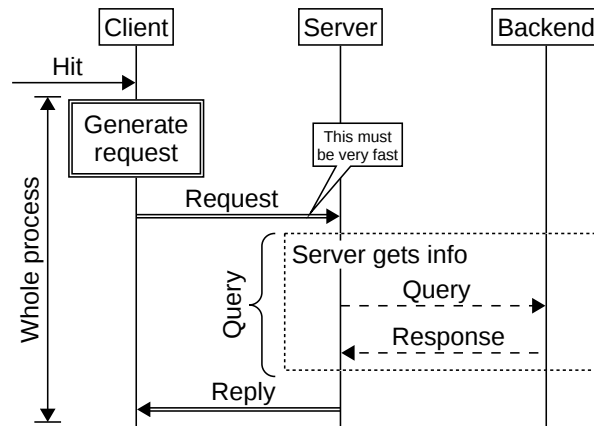 Client
Server
Backend
Hit
Generate
request
This must
be very fast
Request
Whole process
Server gets info
Query
Query
Response
Reply